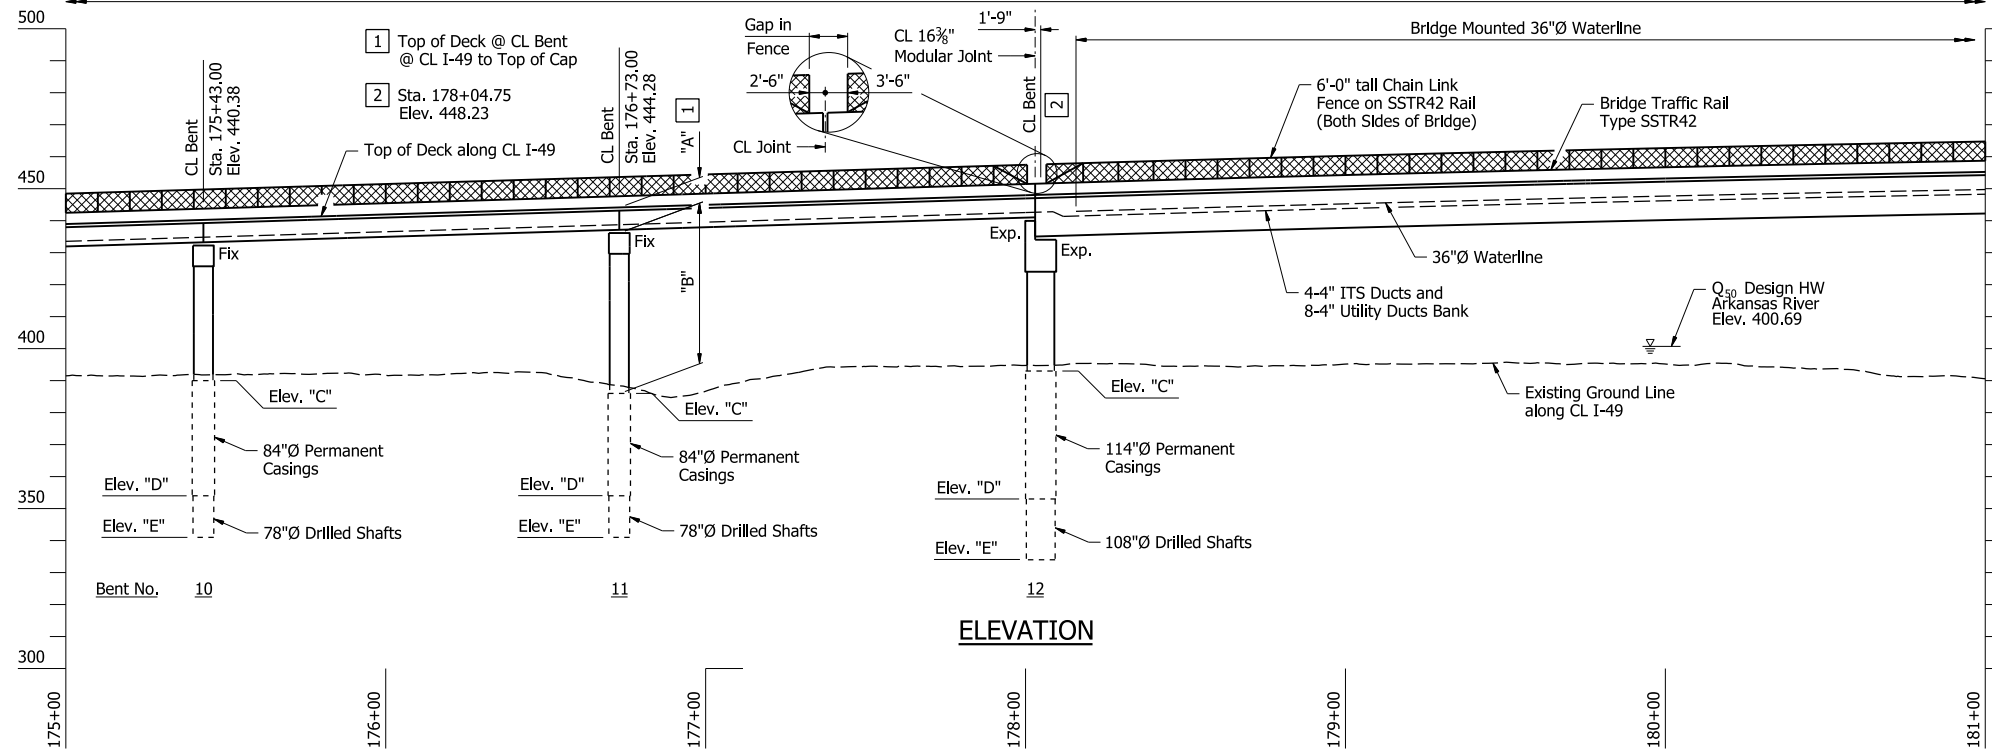 500
450
400
350
300
1 Top of Deck @ CL Bent
@ CL I-49 to Top of Cap
2 Sta. 178+04.75
Elev. 448.23
CL Bent
Sta. 175+43.00
Elev. 440.38
Top of Deck along CL I-49
CL Bent
Sta. 176+73.00
Elev. 444.28
"A"
1
Gap in
Fence
2'-6"
3'-6"
CL Joint
CL 16⅜"
Modular Joint
1'-9"
CL Bent
2
Bridge Mounted 36"Ø Waterline
6'-0" tall Chain Link
Fence on SSTR42 Rail
(Both Sides of Bridge)
Bridge Traffic Rail
Type SSTR42
Fix
Fix
"B"
Exp.
Exp.
36"Ø Waterline
4-4" ITS Ducts and
8-4" Utility Ducts Bank
Q50 Design HW
Arkansas River
Elev. 400.69
Existing Ground Line
along CL I-49
Elev. "C"
84"Ø Permanent
Casings
Elev. "D"
Elev. "E"
78"Ø Drilled Shafts
Elev. "C"
84"Ø Permanent
Casings
Elev. "D"
Elev. "E"
78"Ø Drilled Shafts
Elev. "C"
114"Ø Permanent
Casings
Elev. "D"
Elev. "E"
108"Ø Drilled Shafts
Bent No. 10 11 12
ELEVATION
175+00
176+00
177+00
178+00
179+00
180+00
181+00